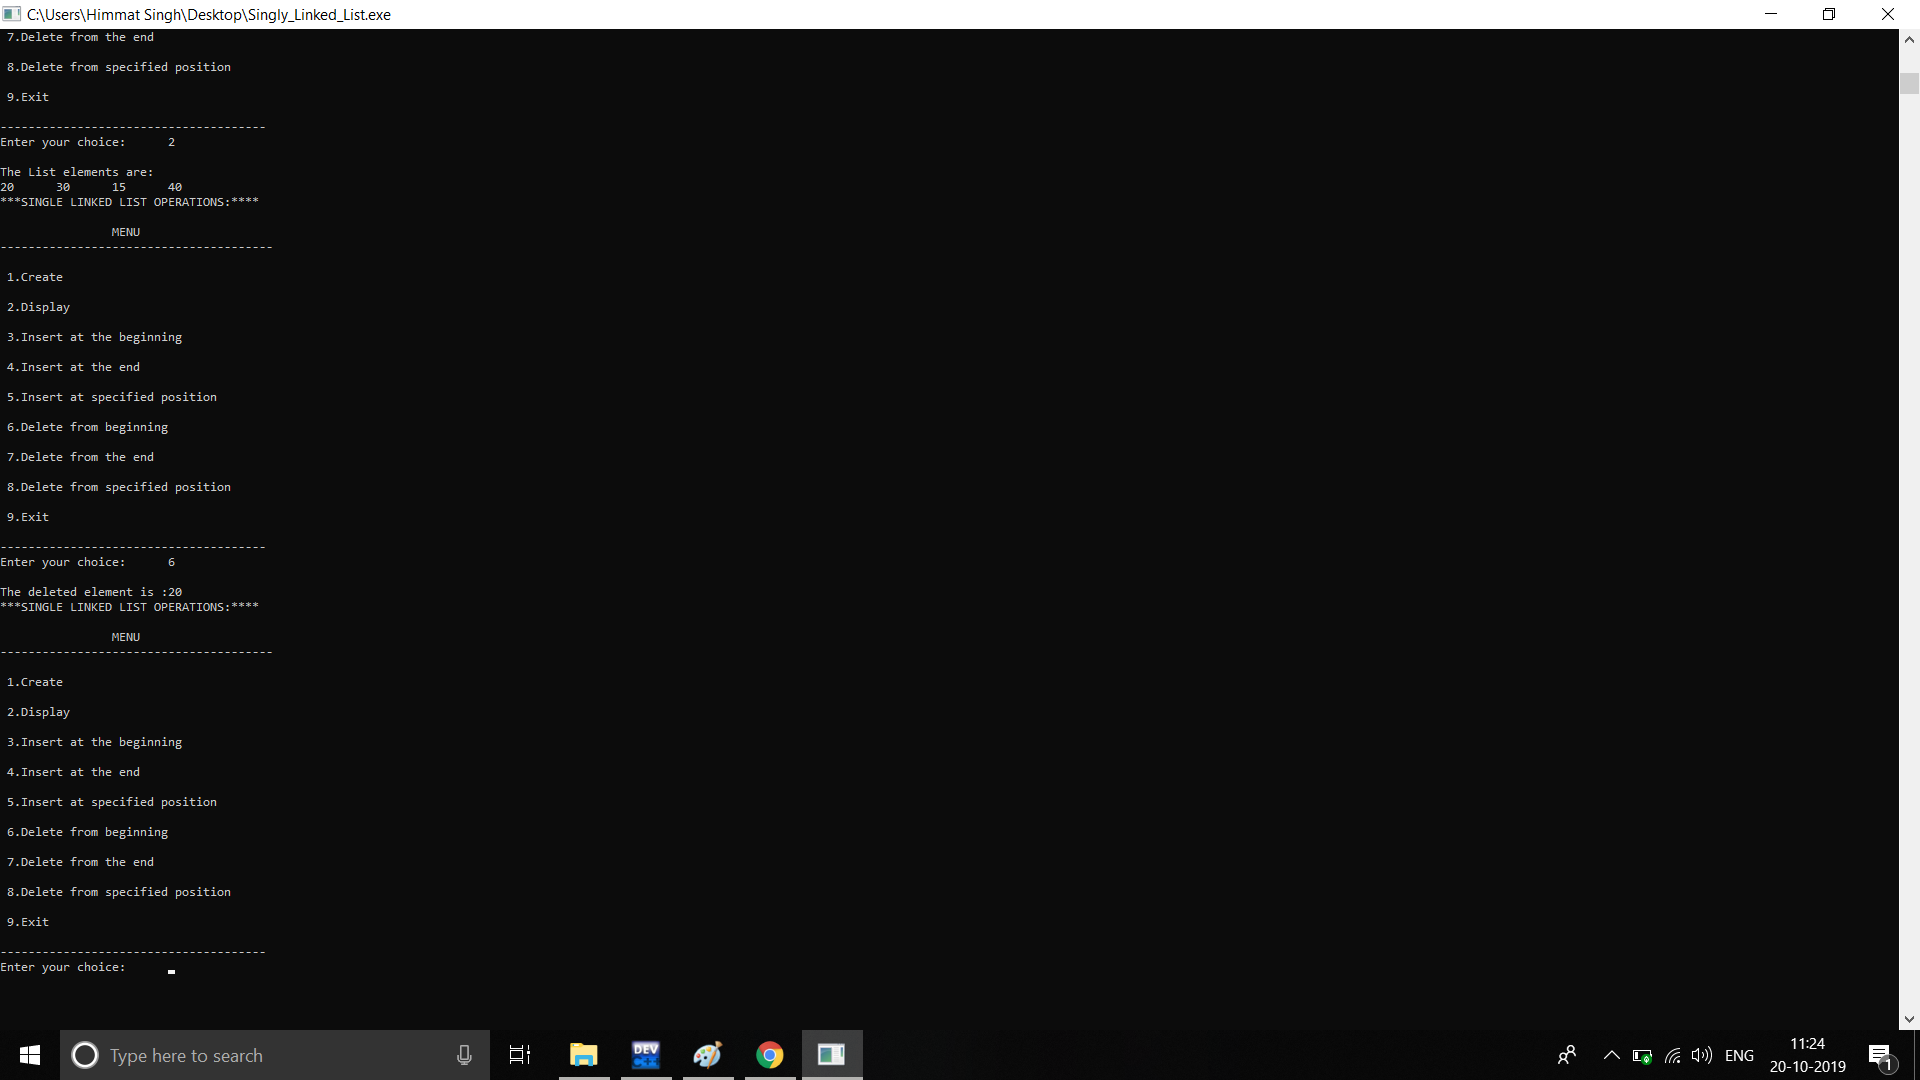 C:\Users\Himmat Singh\Desktop\Singly_Linked_List.exe
7.Delete from the end
8.Delete from specified position
9.Exit
--------------------------------------
Enter your choice:      2
The List elements are:
20      30      15      40
***SINGLE LINKED LIST OPERATIONS:****
MENU
---------------------------------------
1.Create
2.Display
3.Insert at the beginning
4.Insert at the end
5.Insert at specified position
6.Delete from beginning
7.Delete from the end
8.Delete from specified position
9.Exit
--------------------------------------
Enter your choice:      6
The deleted element is :20
***SINGLE LINKED LIST OPERATIONS:****
MENU
---------------------------------------
1.Create
2.Display
3.Insert at the beginning
4.Insert at the end
5.Insert at specified position
6.Delete from beginning
7.Delete from the end
8.Delete from specified position
9.Exit
--------------------------------------
Enter your choice:
Type here to search
DEV
C++
ENG
11:24
20-10-2019
1